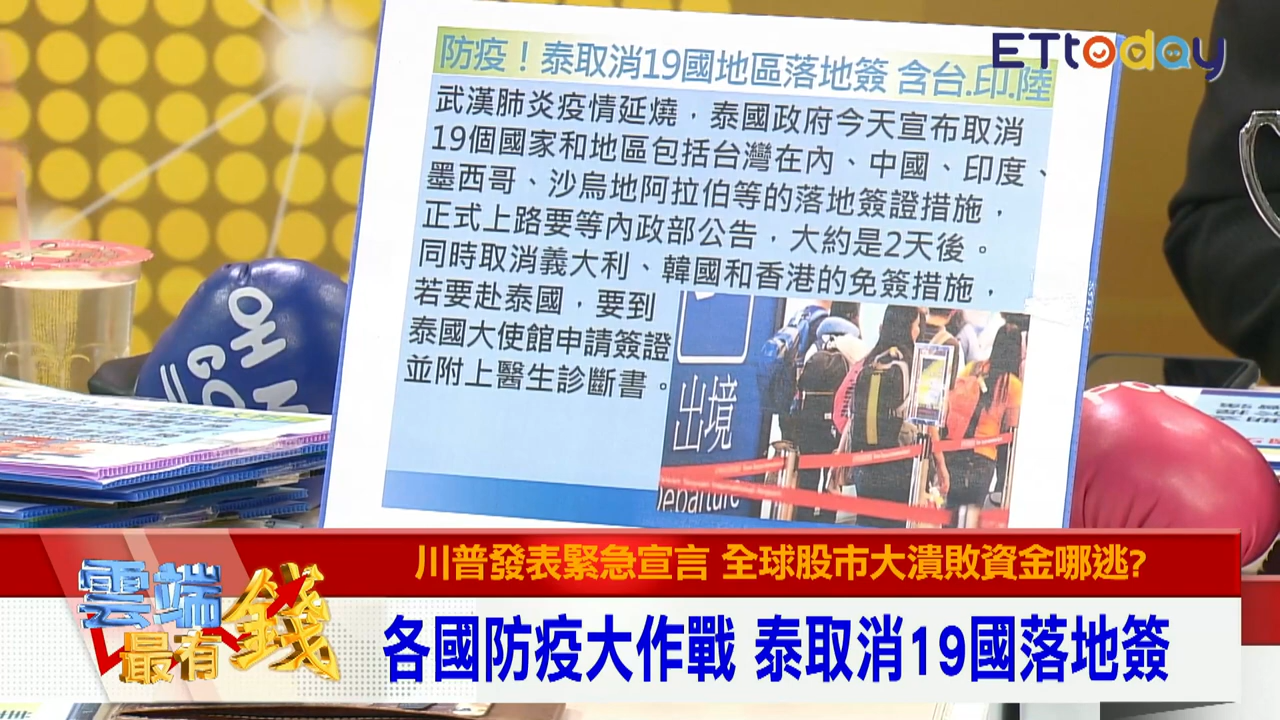 ETtoday
防疫！泰取消19國地區落地簽 含台.印.陸
武漢肺炎疫情延燒，泰國政府今天宣布取消
19個國家和地區包括台灣在內、中國、印度、
墨西哥、沙烏地阿拉伯等的落地簽證措施，
正式上路要等內政部公告，大約是2天後。
同時取消義大利、韓國和香港的免簽措施，
若要赴泰國，要到
泰國大使館申請簽證
並附上醫生診斷書。
出境
Departure
川普發表緊急宣言 全球股市大潰敗資金哪逃?
雲端
最有錢
各國防疫大作戰 泰取消19國落地簽